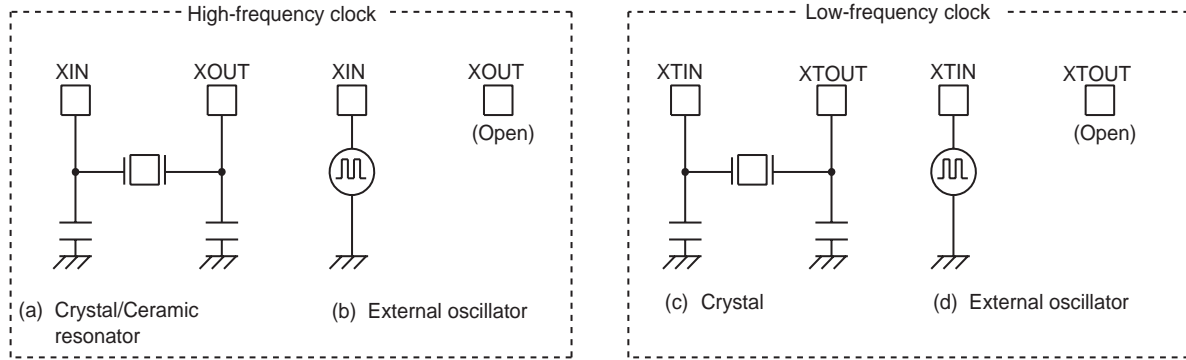 High-frequency clock
XIN XOUT XIN XOUT
(Open)
(a) Crystal/Ceramic
resonator
(b) External oscillator
Low-frequency clock
XTIN XTOUT XTIN XTOUT
(Open)
(c) Crystal
(d) External oscillator